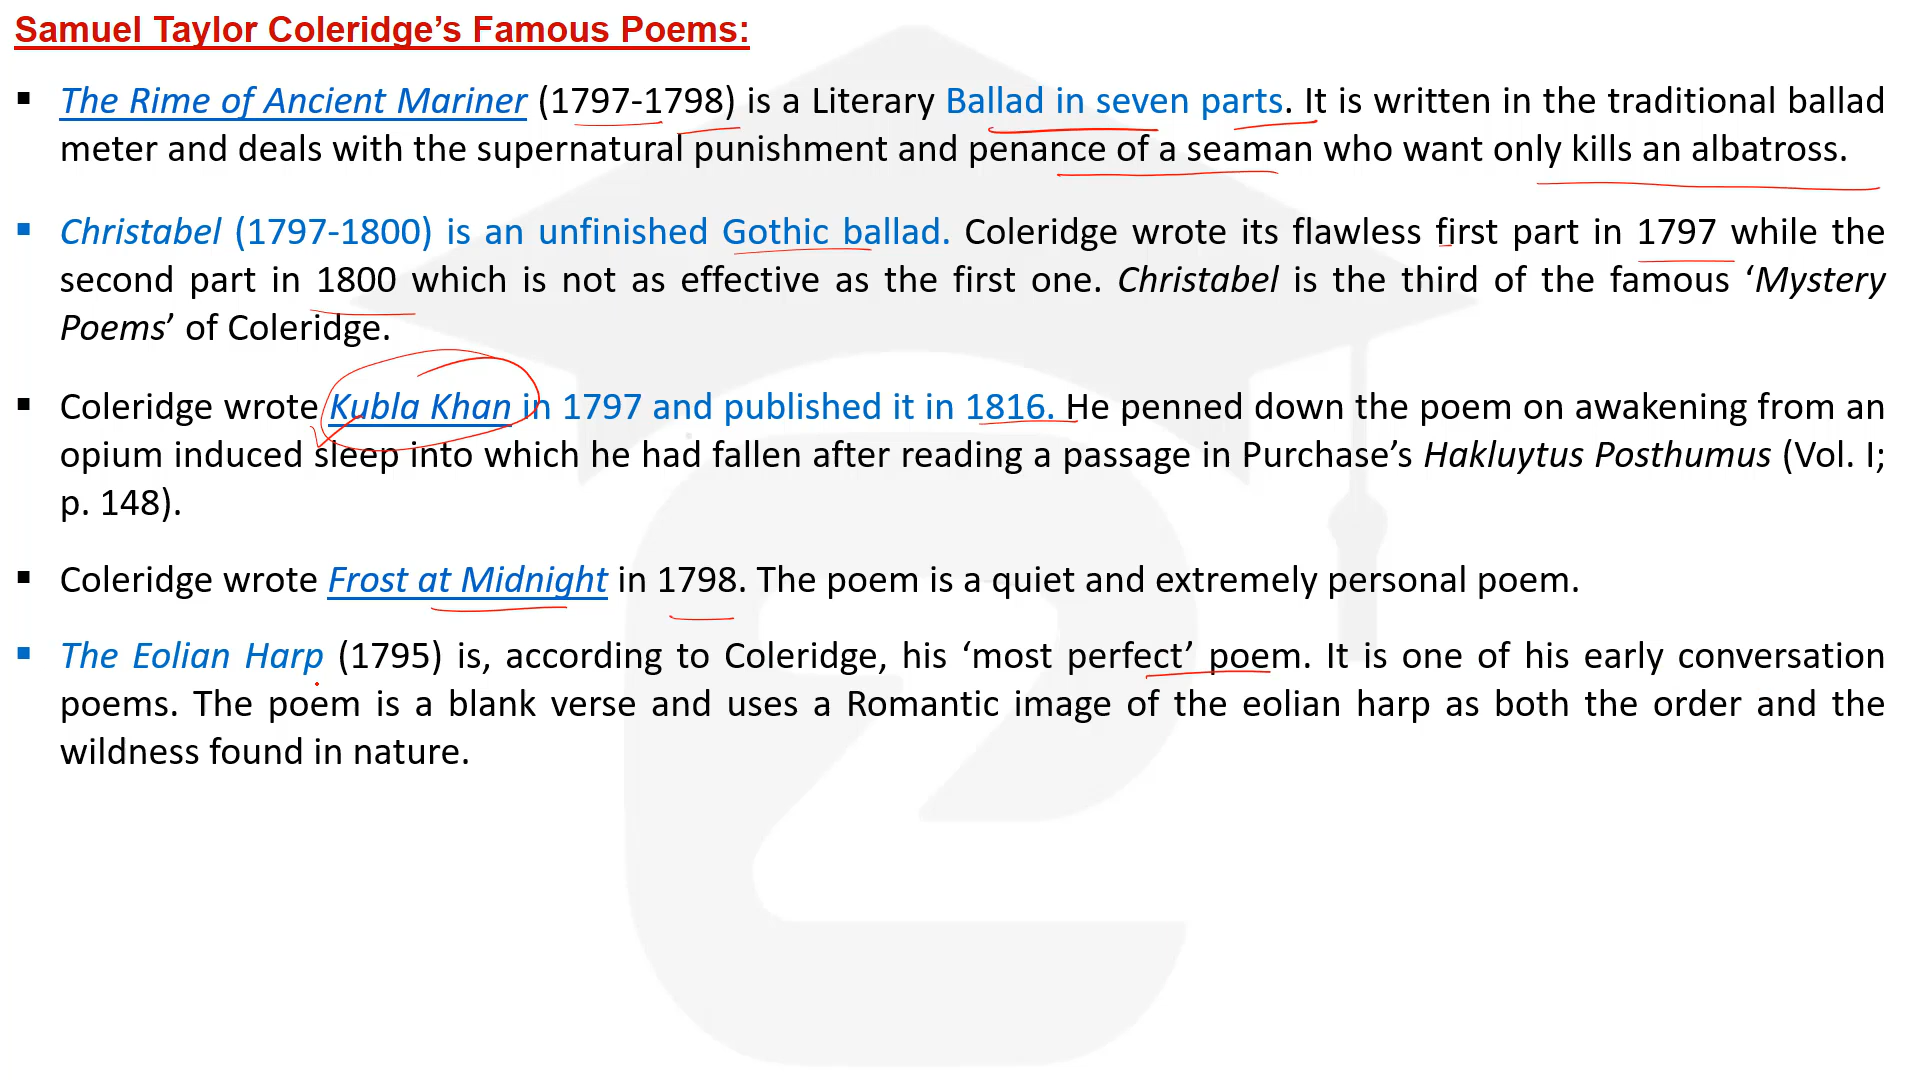 Samuel Taylor Coleridge’s Famous Poems:
▪ The Rime of Ancient Mariner (1797-1798) is a Literary Ballad in seven parts. It is written in the traditional ballad
meter and deals with the supernatural punishment and penance of a seaman who want only kills an albatross.
▪ Christabel (1797-1800) is an unfinished Gothic ballad. Coleridge wrote its flawless first part in 1797 while the
second part in 1800 which is not as effective as the first one. Christabel is the third of the famous ‘Mystery
Poems’ of Coleridge.
▪ Coleridge wrote Kubla Khan in 1797 and published it in 1816. He penned down the poem on awakening from an
opium induced sleep into which he had fallen after reading a passage in Purchase’s Hakluytus Posthumus (Vol. I;
p. 148).
▪ Coleridge wrote Frost at Midnight in 1798. The poem is a quiet and extremely personal poem.
▪ The Eolian Harp (1795) is, according to Coleridge, his ‘most perfect’ poem. It is one of his early conversation
poems. The poem is a blank verse and uses a Romantic image of the eolian harp as both the order and the
wildness found in nature.